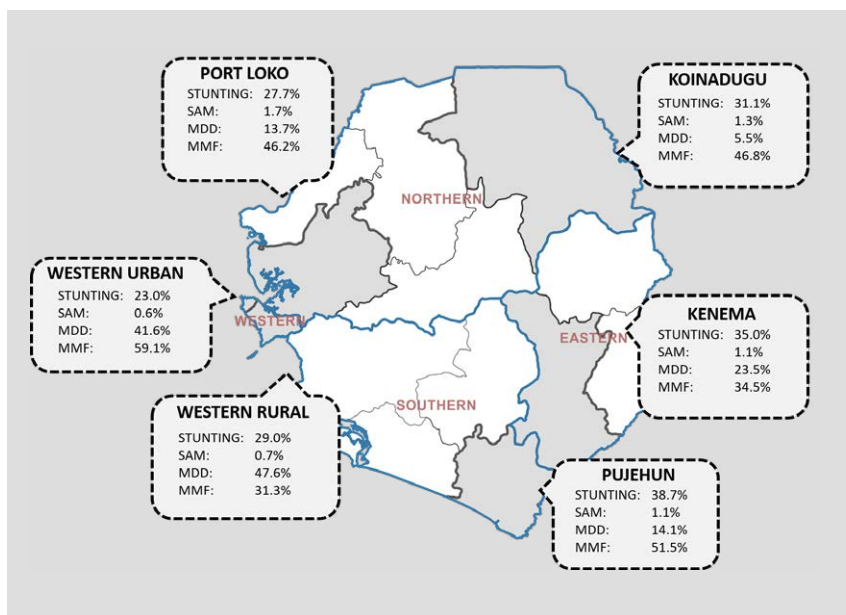 PORT LOKO
STUNTING: 27.7%
SAM: 1.7%
MDD: 13.7%
MMF: 46.2%
KOINADUGU
STUNTING: 31.1%
SAM: 1.3%
MDD: 5.5%
MMF: 46.8%
NORTHERN
WESTERN URBAN
STUNTING: 23.0%
SAM: 0.6%
MDD: 41.6%
MMF: 59.1%
WESTERN
EASTERN
KENEMA
STUNTING: 35.0%
SAM: 1.1%
MDD: 23.5%
MMF: 34.5%
SOUTHERN
WESTERN RURAL
STUNTING: 29.0%
SAM: 0.7%
MDD: 47.6%
MMF: 31.3%
PUJEHUN
STUNTING: 38.7%
SAM: 1.1%
MDD: 14.1%
MMF: 51.5%